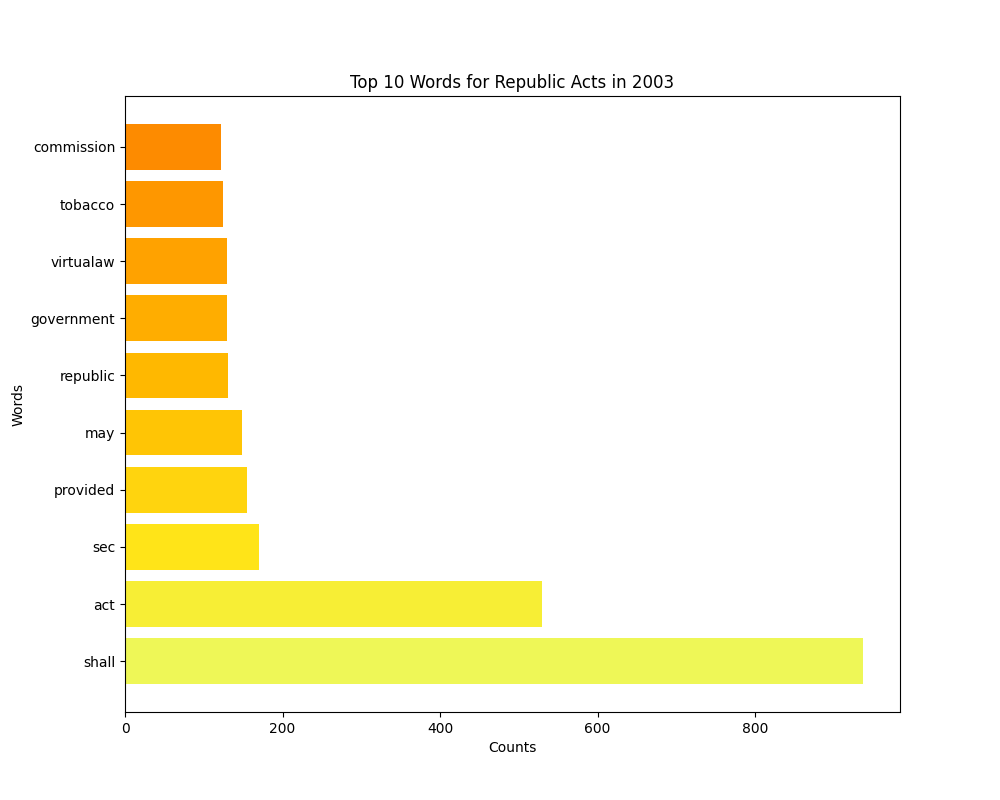 Top 10 Words for Republic Acts in 2003
commission
tobacco
virtualaw
government
republic
may
provided
sec
act
shall
Words
0 200 400 600 800
Counts